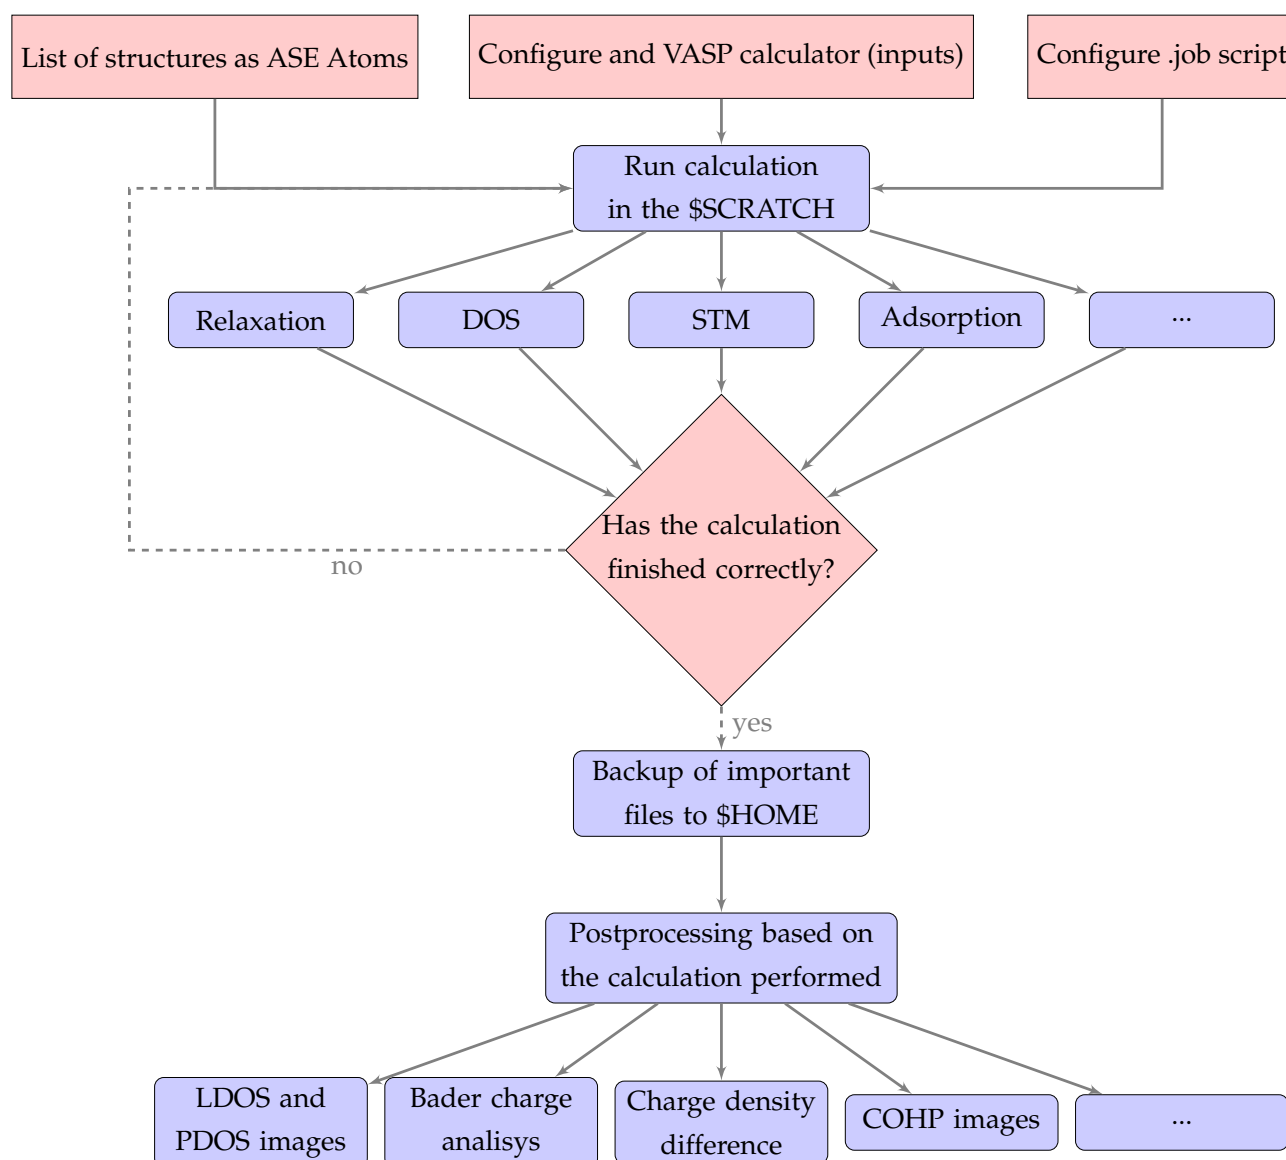 List of structures as ASE Atoms
Configure and VASP calculator (inputs)
Configure .job script
Run calculation
in the $SCRATCH
Relaxation
DOS
STM
Adsorption
...
Has the calculation
finished correctly?
no
yes
Backup of important
files to $HOME
Postprocessing based on
the calculation performed
LDOS and
PDOS images
Bader charge
analisys
Charge density
difference
COHP images
...